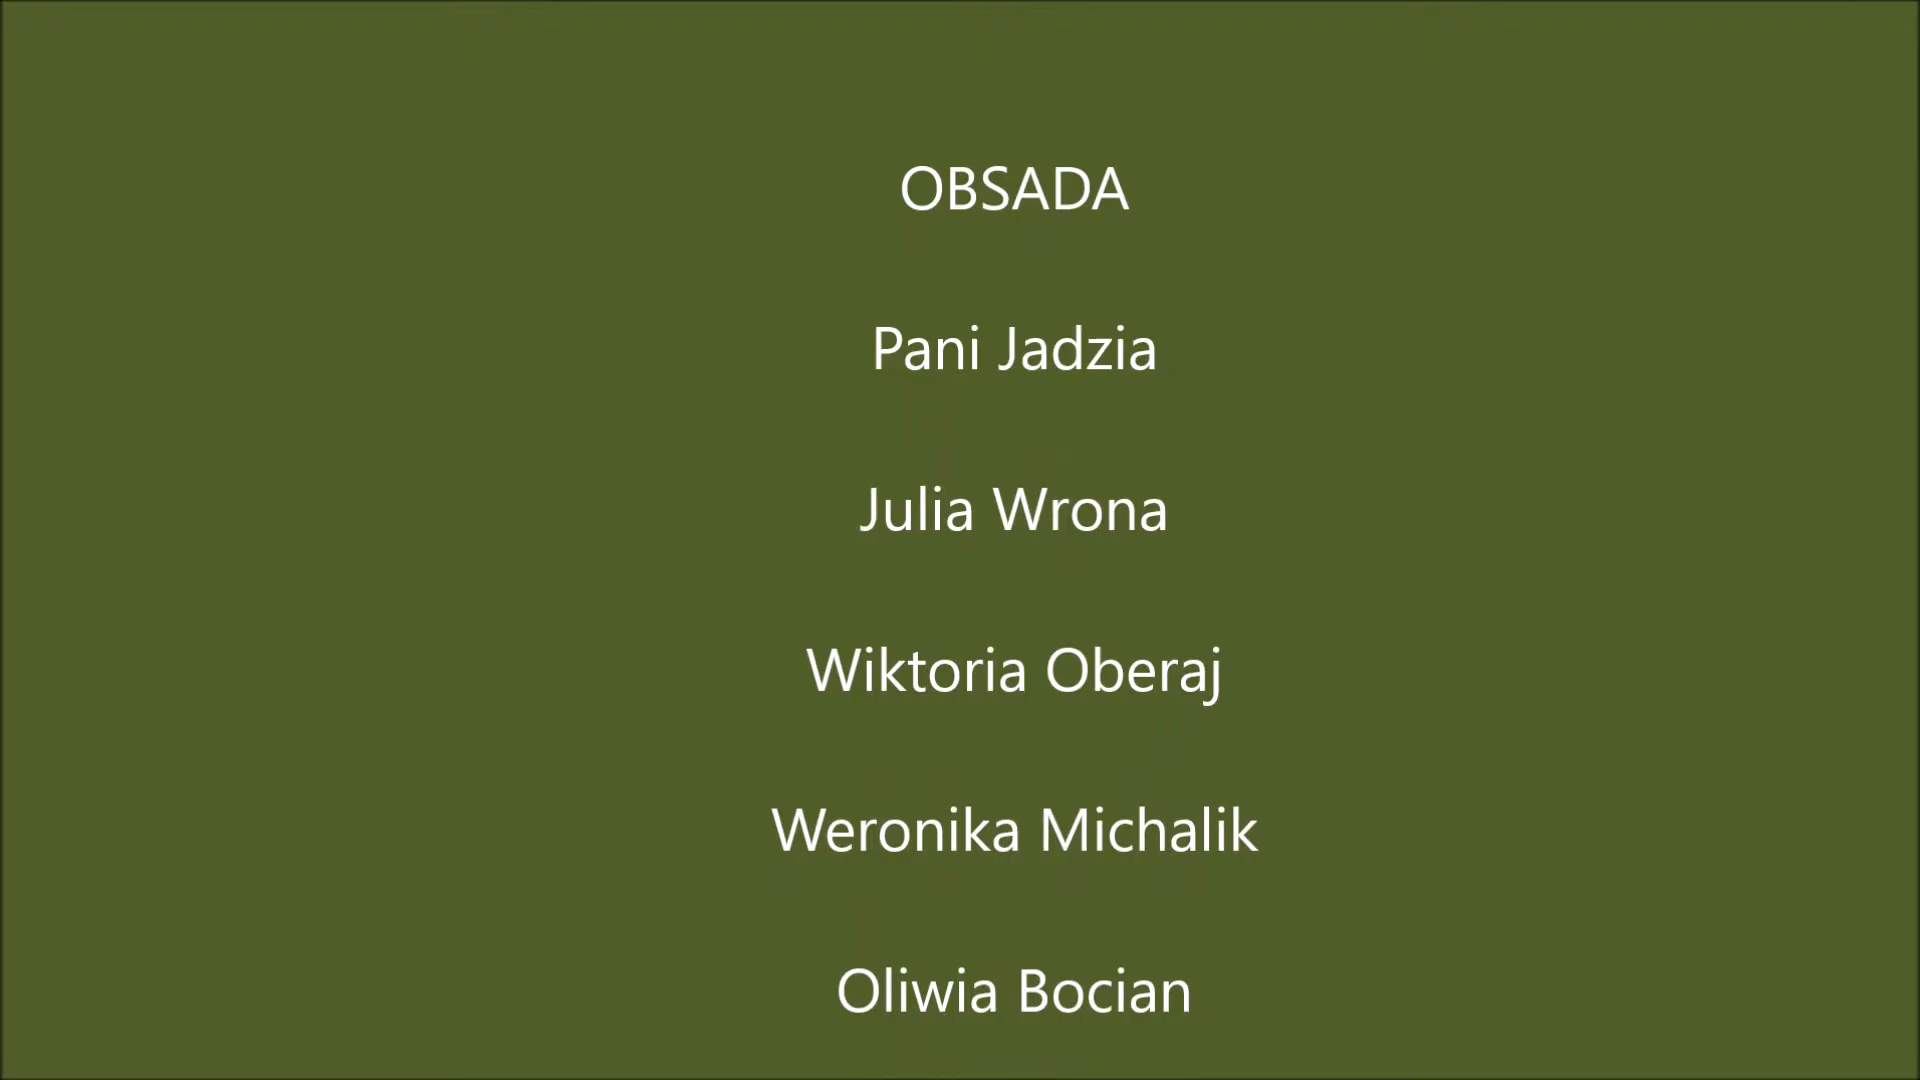 OBSADA
Pani Jadzia
Julia Wrona
Wiktoria Oberaj
Weronika Michalik
Oliwia Bocian